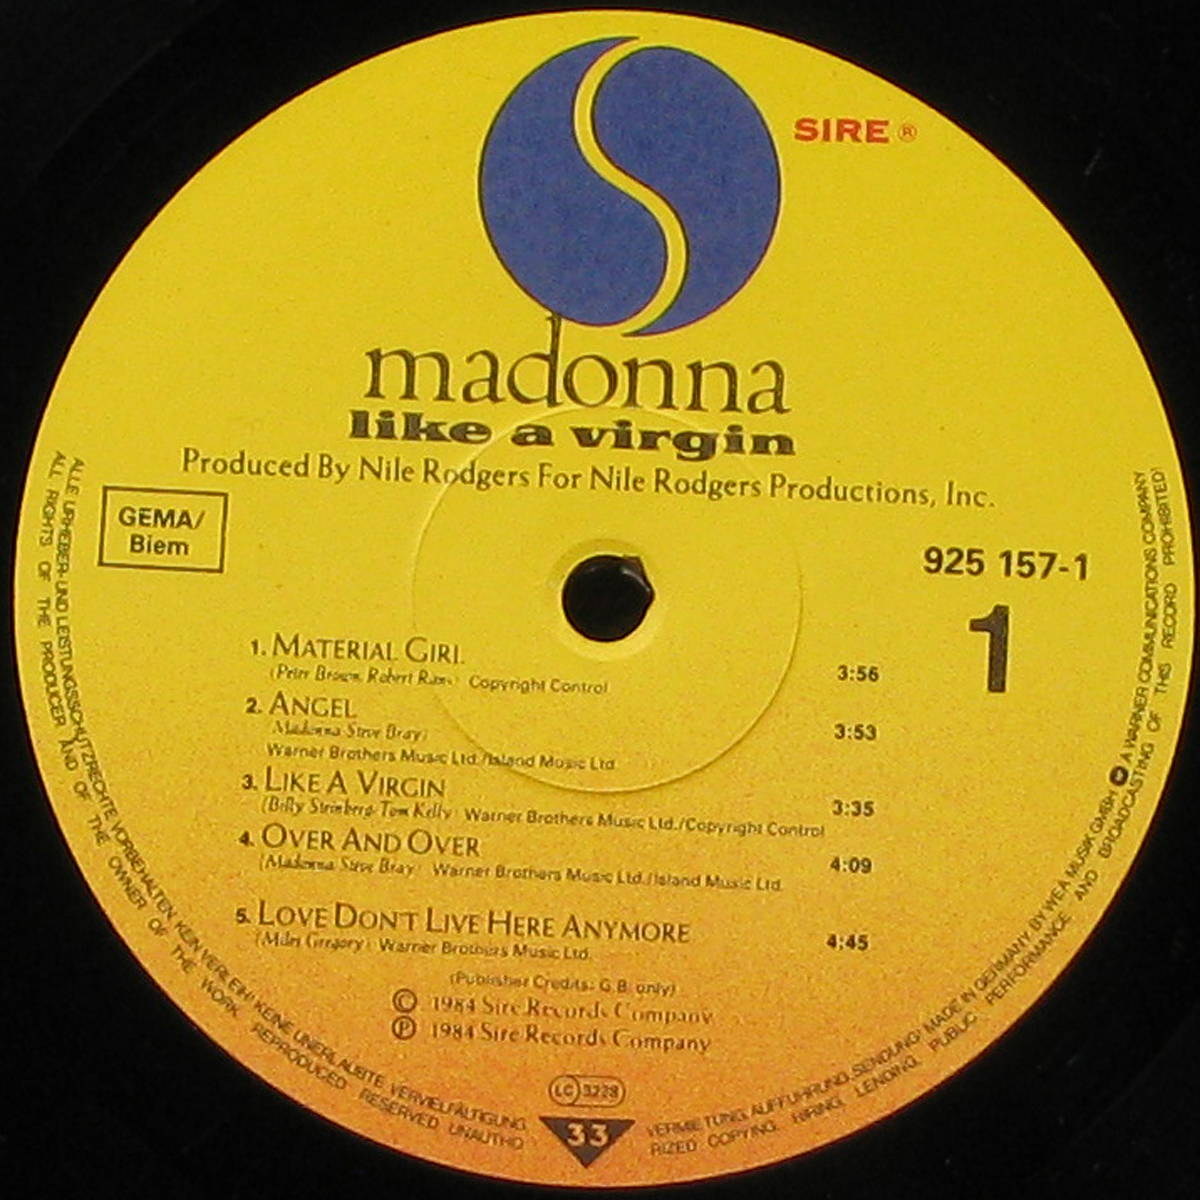 SIRE ®
madonna
like a virgin
Produced By Nile Rodgers For Nile Rodgers Productions, Inc.
GEMA/
Biem
925 157-1
1
1. MATERIAL GIRL
(Peter Brown, Robert Rans) Copyright Control
3:56
2. ANGEL
3:53
Madonna Steve Bray)
Warner Brothers Music Ltd./Island Music Ltd.
3. LIKE A VIRGIN
3:35
(Billy Steinberg/Tom Kelly) Warner Brothers Music Ltd./Copyright Control
4. OVER AND OVER
4:09
(Madonna Steve Bray) Warner Brothers Music Ltd./Island Music Ltd.
5. LOVE DON'T LIVE HERE ANYMORE
4:45
(Miles Gregory) Warner Brothers Music Ltd.
(Publisher Credits: G.B. only)
© 1984 Sire Records Company
℗ 1984 Sire Records Company
LC 3228
33
ALLE URHEBER- UND LEISTUNGSSCHUTZRECHTE VORBEHALTEN KEIN VERLEIH! KEINE UNERLAUBTE VERVIELFÄLTIGUNG, VERMIETUNG, AUFFÜHRUNG, SENDUNG! MADE IN GERMANY BY WEA MUSIK GMBH A WARNER COMMUNICATIONS COMPANY
ALL RIGHTS OF THE PRODUCER AND OF THE OWNER OF THE WORK REPRODUCED RESERVED UNAUTHORIZED COPYING, HIRING, LENDING, PUBLIC PERFORMANCE AND BROADCASTING OF THIS RECORD PROHIBITED!